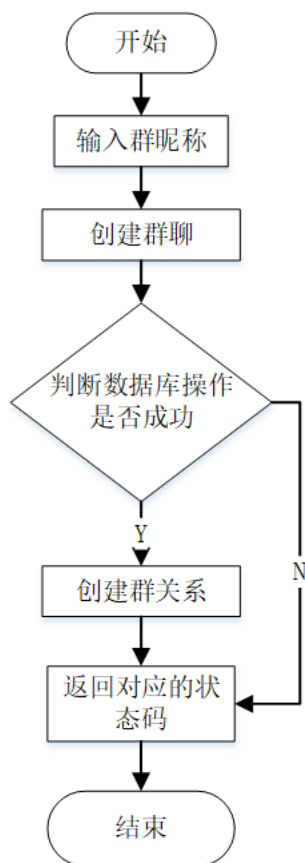 开始
输入群昵称
创建群聊
判断数据库操作
是否成功
Y
N
创建群关系
返回对应的状
态码
结束